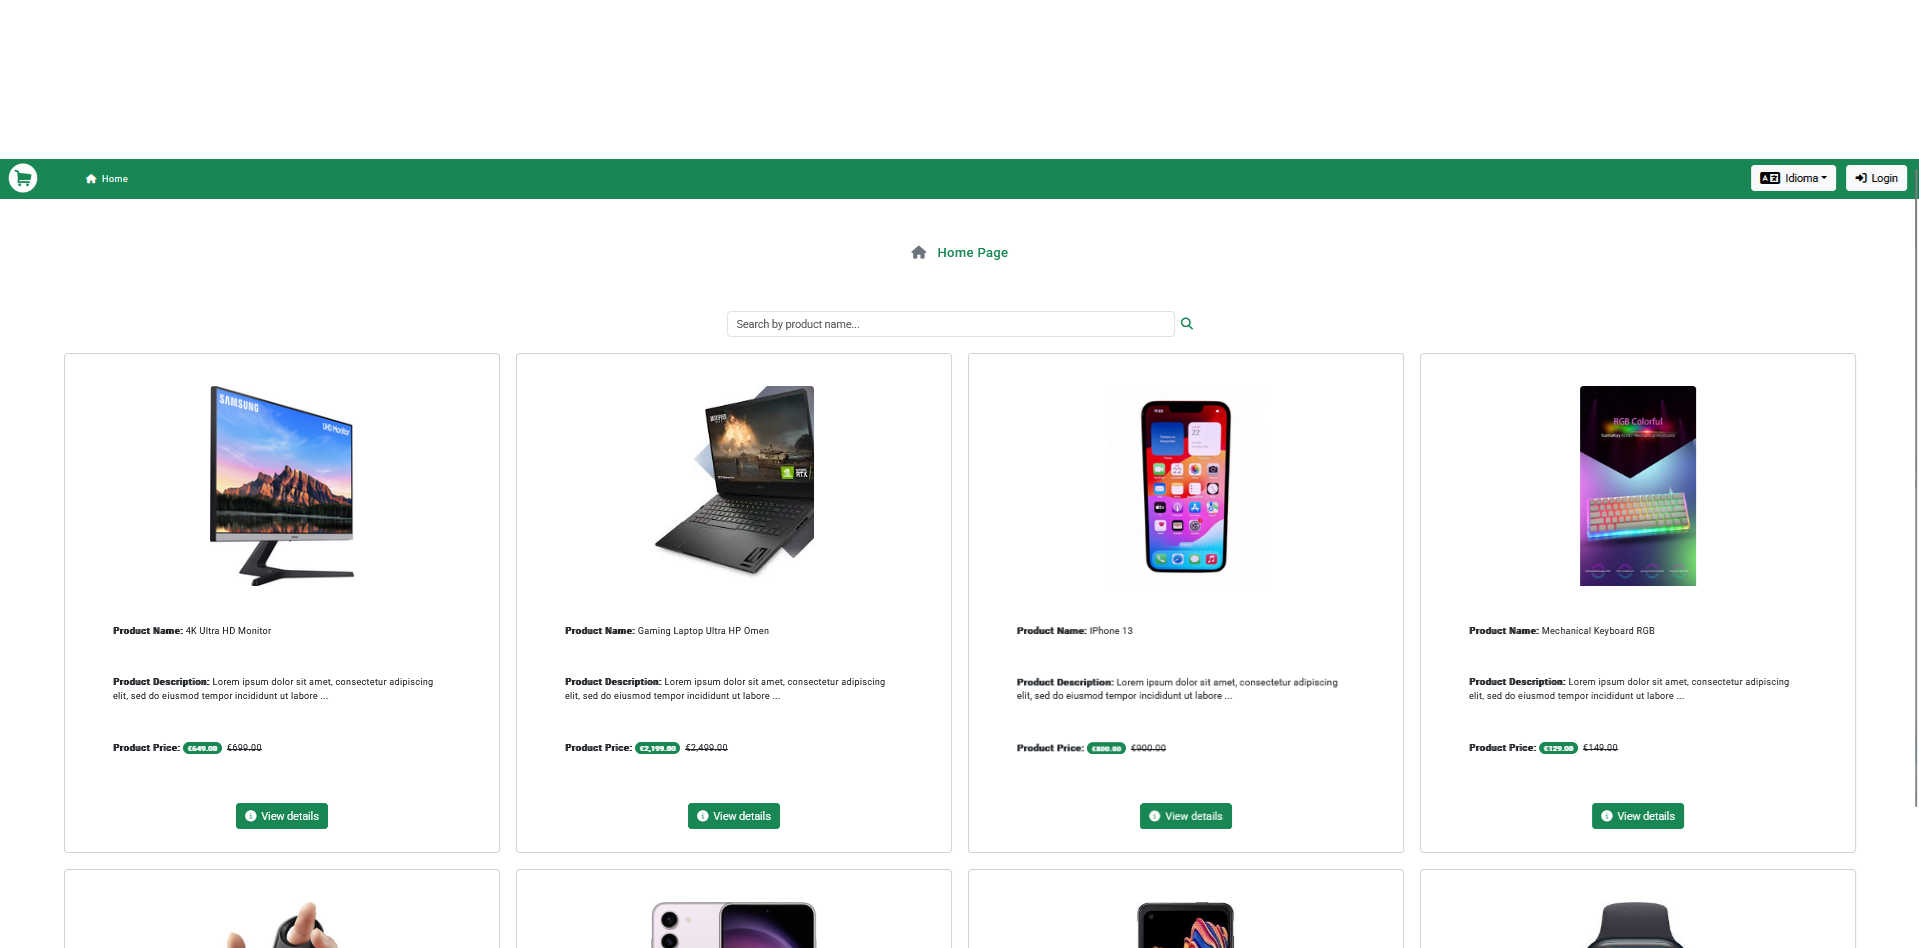 Home
Idioma
Login
Home Page
Search by product name...
SAMSUNG
UHD Monitor
RTX
RGB Colorful
Product Name: 4K Ultra HD Monitor
Product Description: Lorem ipsum dolor sit amet, consectetur adipiscing
elit, sed do eiusmod tempor incididunt ut labore ...
Product Price: €649.00 €699.00
View details
Product Name: Gaming Laptop Ultra HP Omen
Product Description: Lorem ipsum dolor sit amet, consectetur adipiscing
elit, sed do eiusmod tempor incididunt ut labore ...
Product Price: €2,199.00 €2,499.00
View details
Product Name: IPhone 13
Product Description: Lorem ipsum dolor sit amet, consectetur adipiscing
elit, sed do eiusmod tempor incididunt ut labore ...
Product Price: €800.00 €900.00
View details
Product Name: Mechanical Keyboard RGB
Product Description: Lorem ipsum dolor sit amet, consectetur adipiscing
elit, sed do eiusmod tempor incididunt ut labore ...
Product Price: €129.00 €149.00
View details